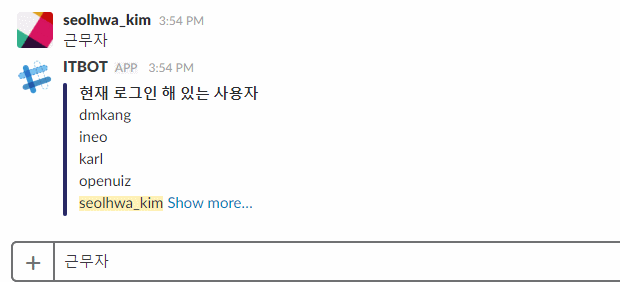 seolhwa_kim 3:54 PM
근무자
ITBOT APP 3:54 PM
현재 로그인 해 있는 사용자
dmkang
ineo
karl
openuiz
seolhwa_kim Show more...
+ 근무자